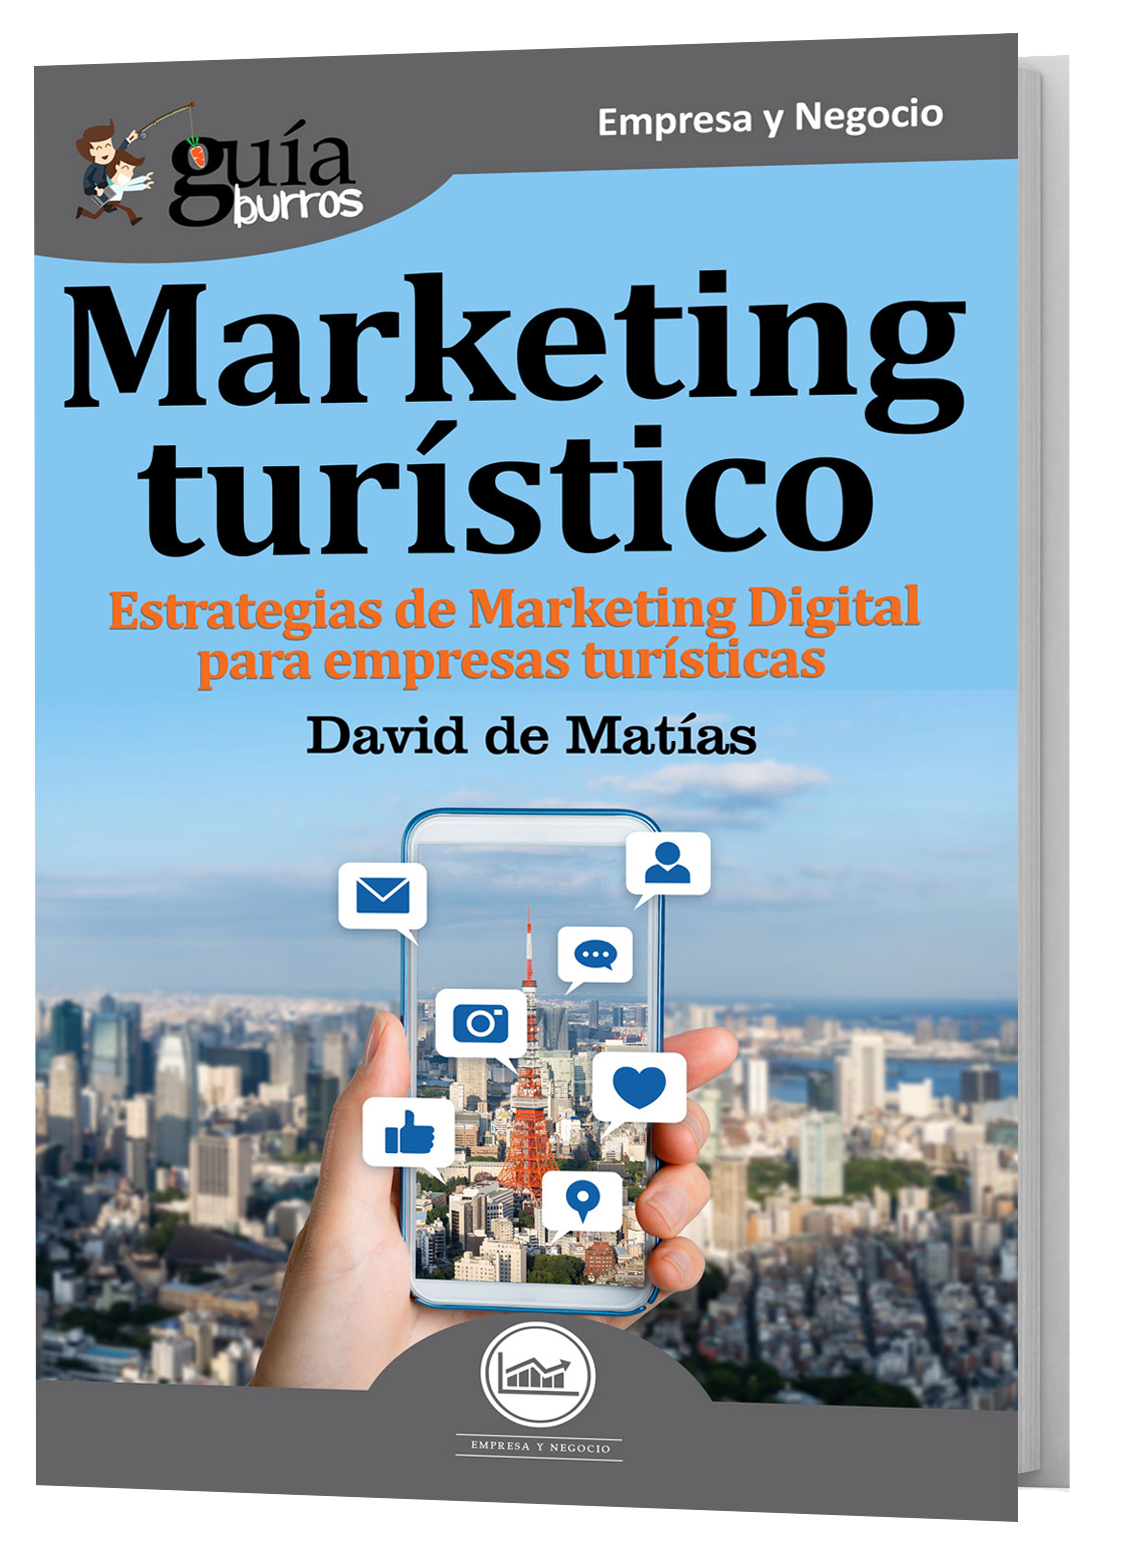 guía
burros
Empresa y Negocio
Marketing
turístico
Estrategias de Marketing Digital
para empresas turísticas
David de Matías
EMPRESA Y NEGOCIO